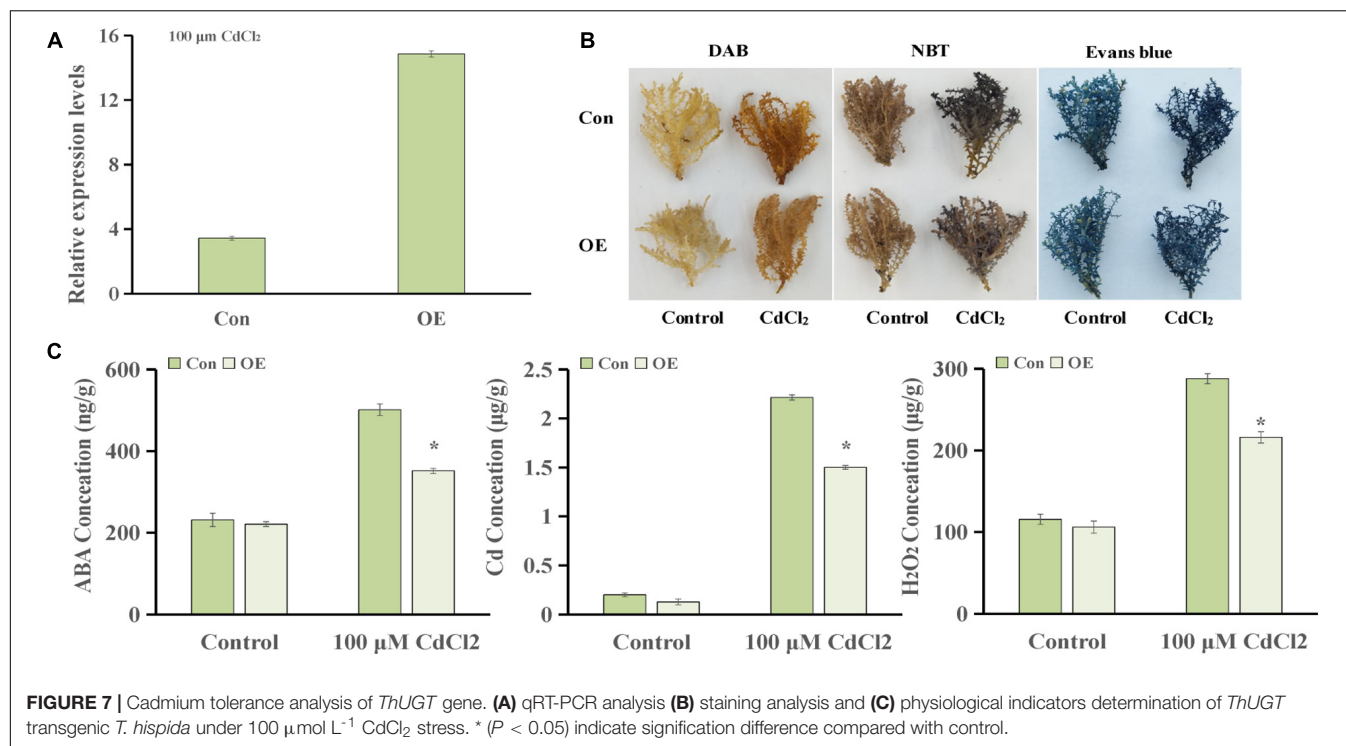 A
100 μm CdCl₂
Relative expression levels
16
12
8
4
0
Con
OE
B
DAB
NBT
Evans blue
Con
OE
Control
CdCl₂
Control
CdCl₂
Control
CdCl₂
C
Con
OE
ABA Conceation (ng/g)
600
400
200
0
Control
100 μM CdCl2
*
Con
OE
Cd Conceation (μg/g)
2.5
2
1.5
1
0.5
0
Control
100 μM CdCl2
*
Con
OE
H₂O₂ Conceation (μg/g)
300
200
100
0
Control
100 μM CdCl2
*
FIGURE 7 | Cadmium tolerance analysis of ThUGT gene. (A) qRT-PCR analysis (B) staining analysis and (C) physiological indicators determination of ThUGT
transgenic T. hispida under 100 μmol L⁻¹ CdCl₂ stress. * (P < 0.05) indicate signification difference compared with control.